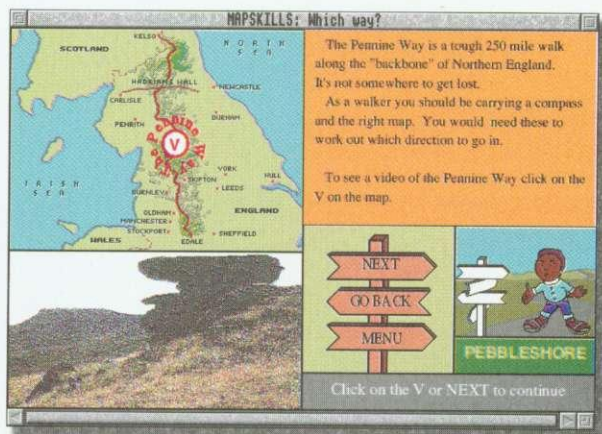 MAPSKILLS: Which way?
KELSO
SCOTLAND
NORTH
SEA
HADRIANS WALL
NEWCASTLE
CARLISLE
DURHAM
PENRITH
The Pennine Way
V
YORK
IRISH
SEA
SKIPTON
HULL
BURNLEY
LEEDS
OLDHAM
ENGLAND
MANCHESTER
STOCKPORT
SHEFFIELD
WALES
EDALE
The Pennine Way is a tough 250 mile walk
along the "backbone" of Northern England.
It's not somewhere to get lost.
As a walker you should be carrying a compass
and the right map. You would need these to
work out which direction to go in.
To see a video of the Pennine Way click on the
V on the map.
NEXT
GO BACK
MENU
PEBBLESHORE
Click on the V or NEXT to continue